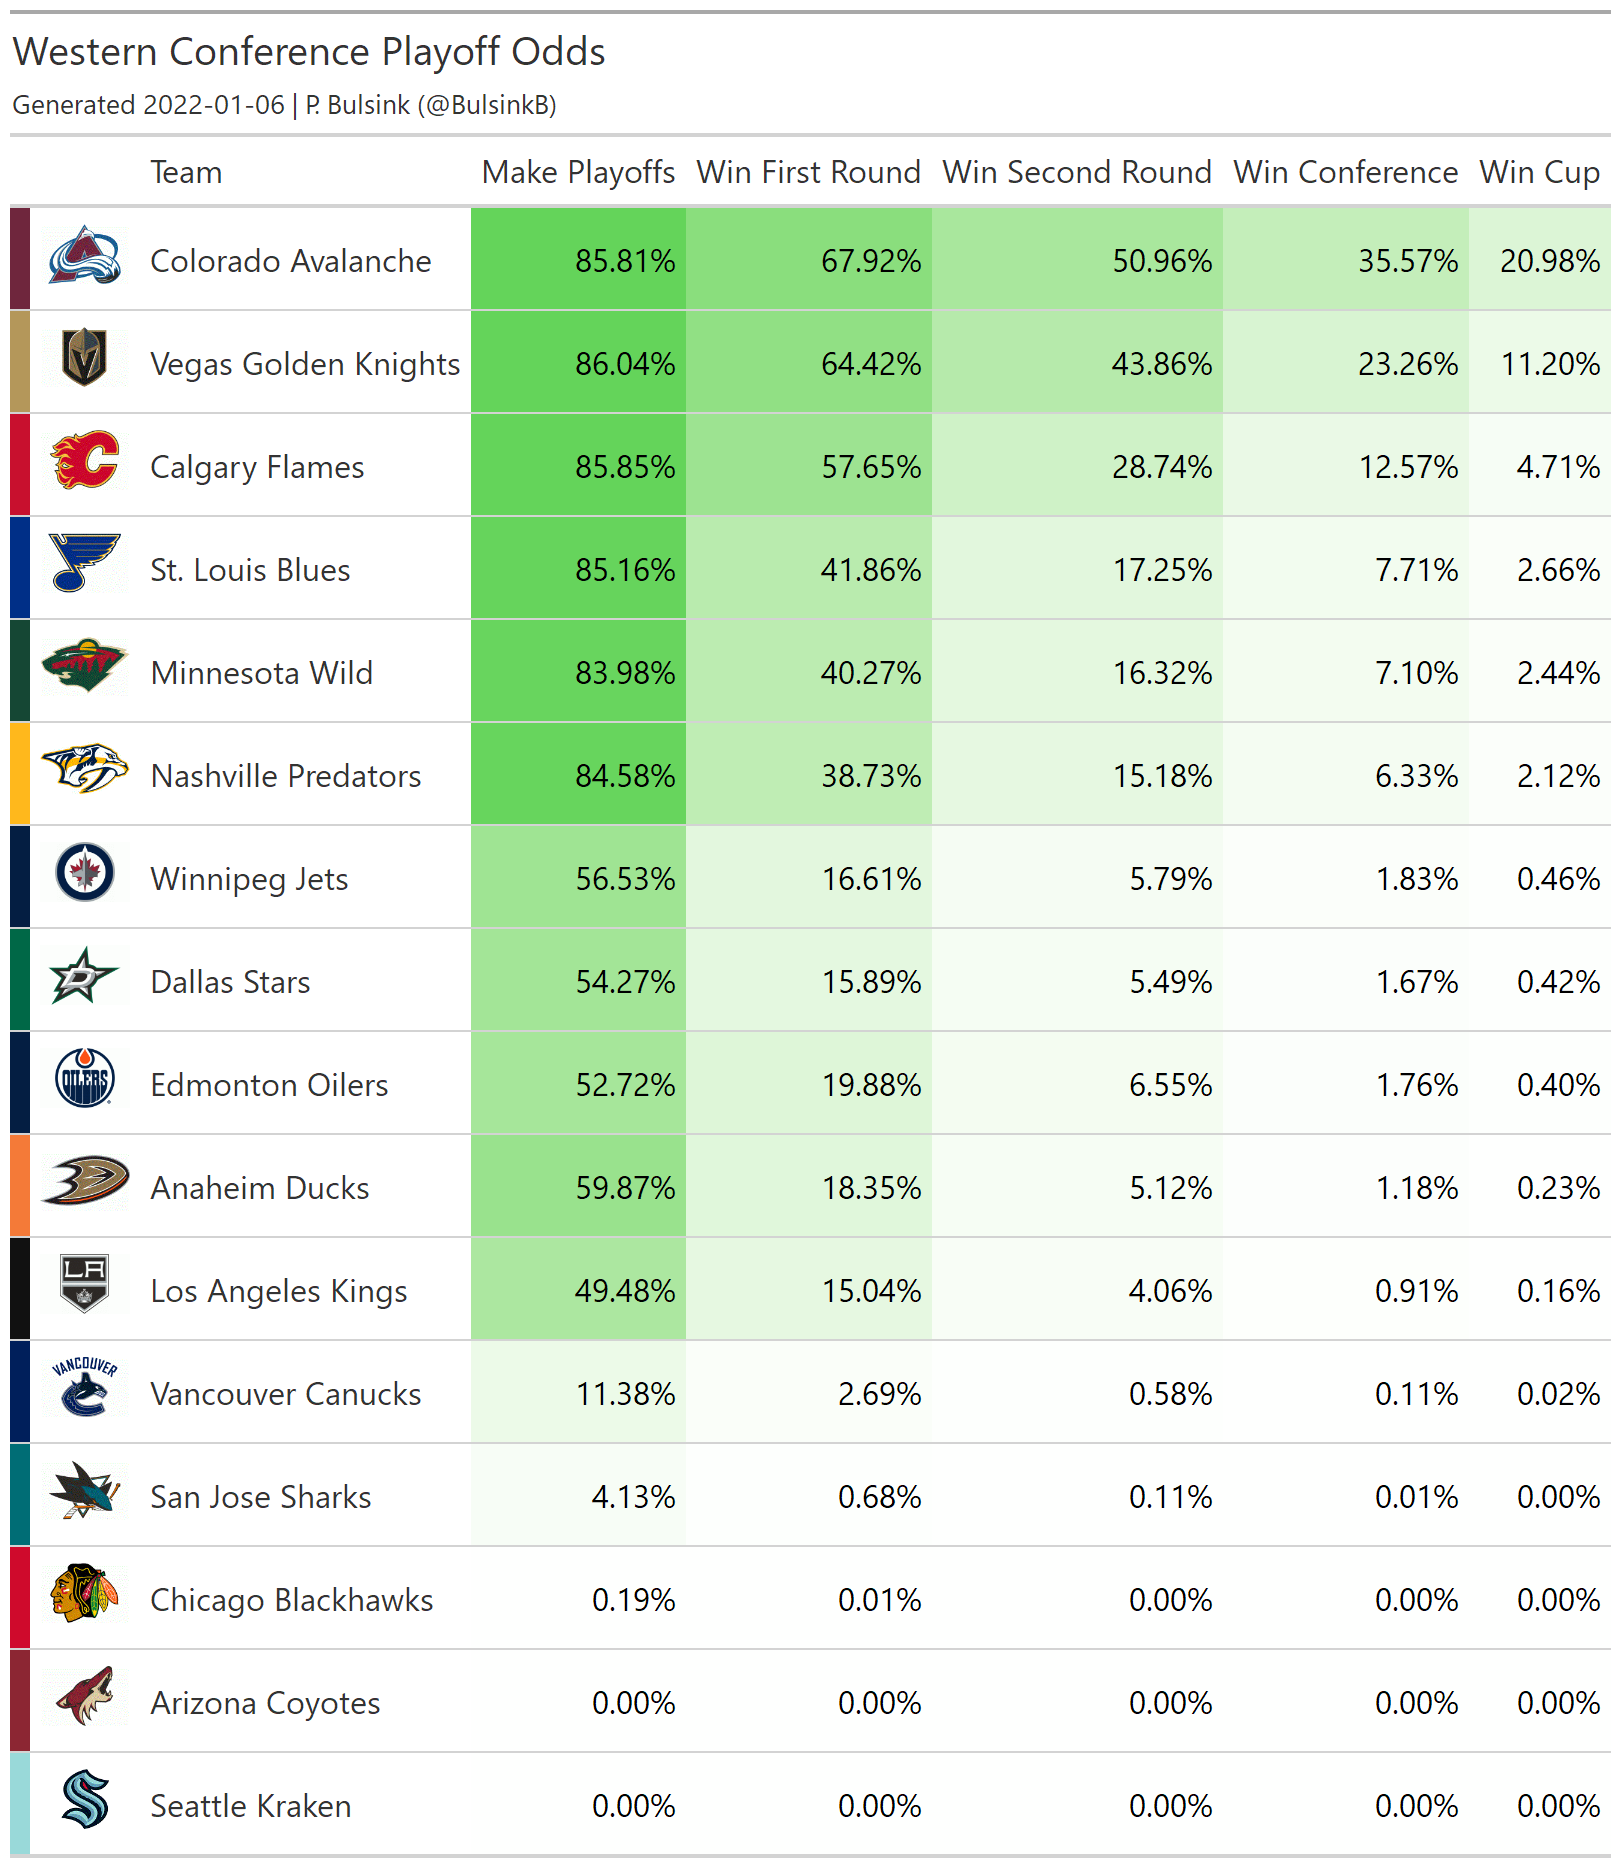 Western Conference Playoff Odds
Generated 2022-01-06 | P. Bulsink (@BulsinkB)
Team Make Playoffs Win First Round Win Second Round Win Conference Win Cup
Colorado Avalanche 85.81% 67.92% 50.96% 35.57% 20.98%
Vegas Golden Knights 86.04% 64.42% 43.86% 23.26% 11.20%
Calgary Flames 85.85% 57.65% 28.74% 12.57% 4.71%
St. Louis Blues 85.16% 41.86% 17.25% 7.71% 2.66%
Minnesota Wild 83.98% 40.27% 16.32% 7.10% 2.44%
Nashville Predators 84.58% 38.73% 15.18% 6.33% 2.12%
Winnipeg Jets 56.53% 16.61% 5.79% 1.83% 0.46%
Dallas Stars 54.27% 15.89% 5.49% 1.67% 0.42%
OILERS Edmonton Oilers 52.72% 19.88% 6.55% 1.76% 0.40%
Anaheim Ducks 59.87% 18.35% 5.12% 1.18% 0.23%
LA Los Angeles Kings 49.48% 15.04% 4.06% 0.91% 0.16%
VANCOUVER Vancouver Canucks 11.38% 2.69% 0.58% 0.11% 0.02%
San Jose Sharks 4.13% 0.68% 0.11% 0.01% 0.00%
Chicago Blackhawks 0.19% 0.01% 0.00% 0.00% 0.00%
Arizona Coyotes 0.00% 0.00% 0.00% 0.00% 0.00%
Seattle Kraken 0.00% 0.00% 0.00% 0.00% 0.00%